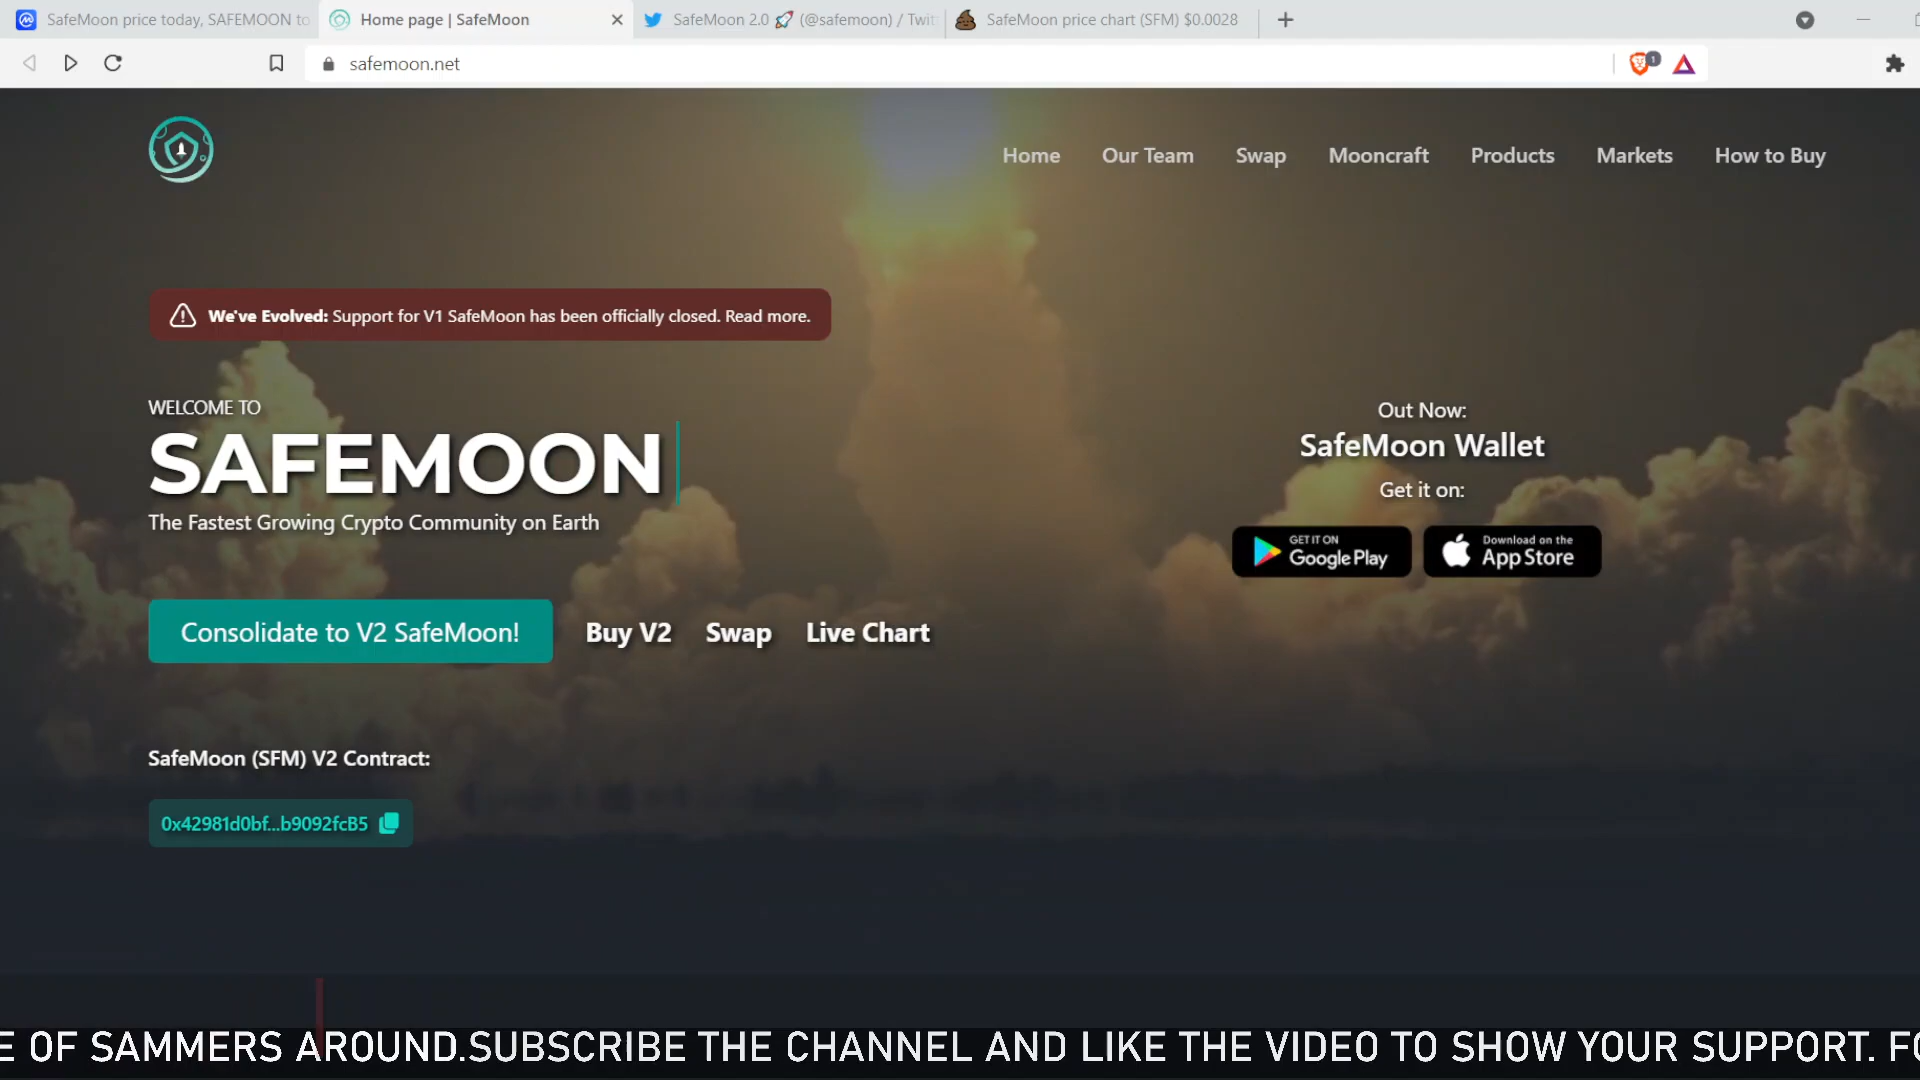 SafeMoon price today, SAFEMOON to
Home page | SafeMoon
SafeMoon 2.0 🚀 (@safemoon) / Twit
SafeMoon price chart (SFM) $0.0028
safemoon.net
1
Home
Our Team
Swap
Mooncraft
Products
Markets
How to Buy
We've Evolved: Support for V1 SafeMoon has been officially closed. Read more.
WELCOME TO
SAFEMOON
The Fastest Growing Crypto Community on Earth
Out Now:
SafeMoon Wallet
Get it on:
GET IT ON
Google Play
Download on the
App Store
Consolidate to V2 SafeMoon!
Buy V2
Swap
Live Chart
SafeMoon (SFM) V2 Contract:
0x42981d0bf...b9092fcB5
E OF SAMMERS AROUND.SUBSCRIBE THE CHANNEL AND LIKE THE VIDEO TO SHOW YOUR SUPPORT. FO